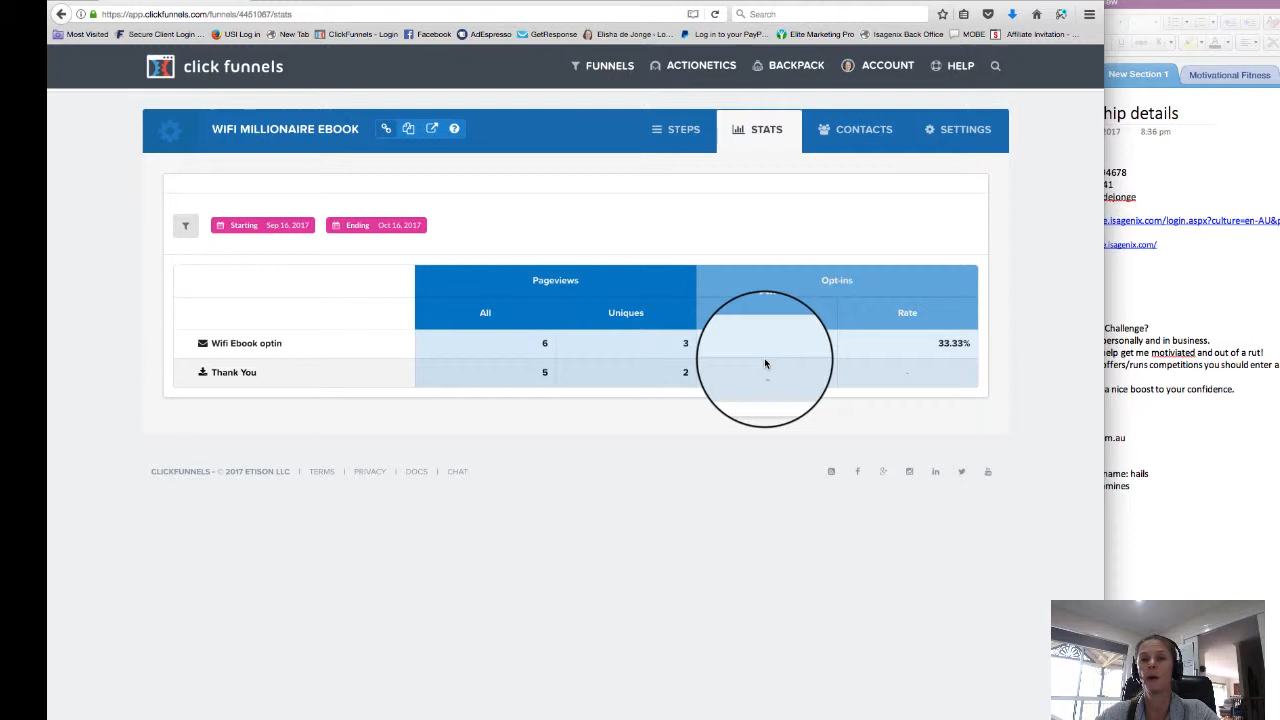 https://app.clickfunnels.com/funnels/4451067/stats
Search
Most Visited Secure Client Login ... USI Log in New Tab ClickFunnels - Login Facebook AdEspresso GetResponse Elisha de Jonge - Lo... Log in to your PayP... Elite Marketing Pro Isagenix Back Office MOBE Affiliate Invitation ...
click funnels
FUNNELS ACTIONETICS BACKPACK ACCOUNT HELP
WIFI MILLIONAIRE EBOOK
STEPS STATS CONTACTS SETTINGS
Starting Sep 16, 2017 Ending Oct 16, 2017
Pageviews Opt-ins
All Uniques Rate
Wifi Ebook optin 6 3 33.33%
Thank You 5 2 - -
CLICKFUNNELS - © 2017 ETISON LLC | TERMS | PRIVACY | DOCS | CHAT
New Section 1 Motivational Fitness
hip details
2017 8:36 pm
4678
41
dejonge
e.isagenix.com/login.aspx?culture=en-AU&
e.isagenix.com/
Challenge?
personally and in business.
help get me motiviated and out of a rut!
offers/runs competitions you should enter a
a nice boost to your confidence.
m.au
name: hails
omines